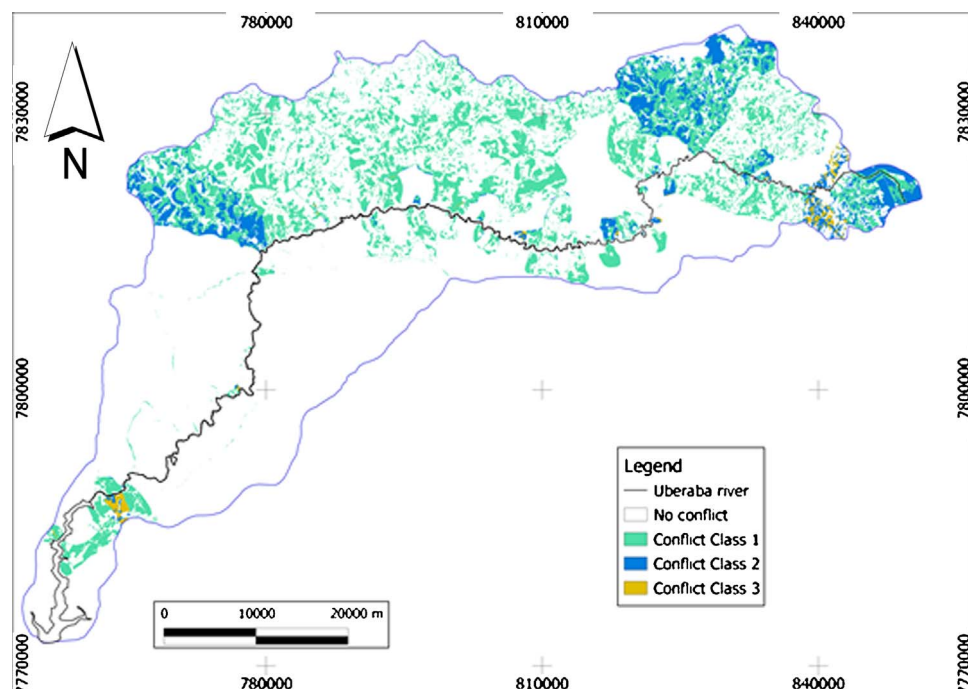 780000 810000 840000
7830000 7830000
N
7800000 7800000
Legend
Uberaba river
No conflict
Conflict Class 1
Conflict Class 2
Conflict Class 3
0 10000 20000 m
7770000 7770000
780000 810000 840000